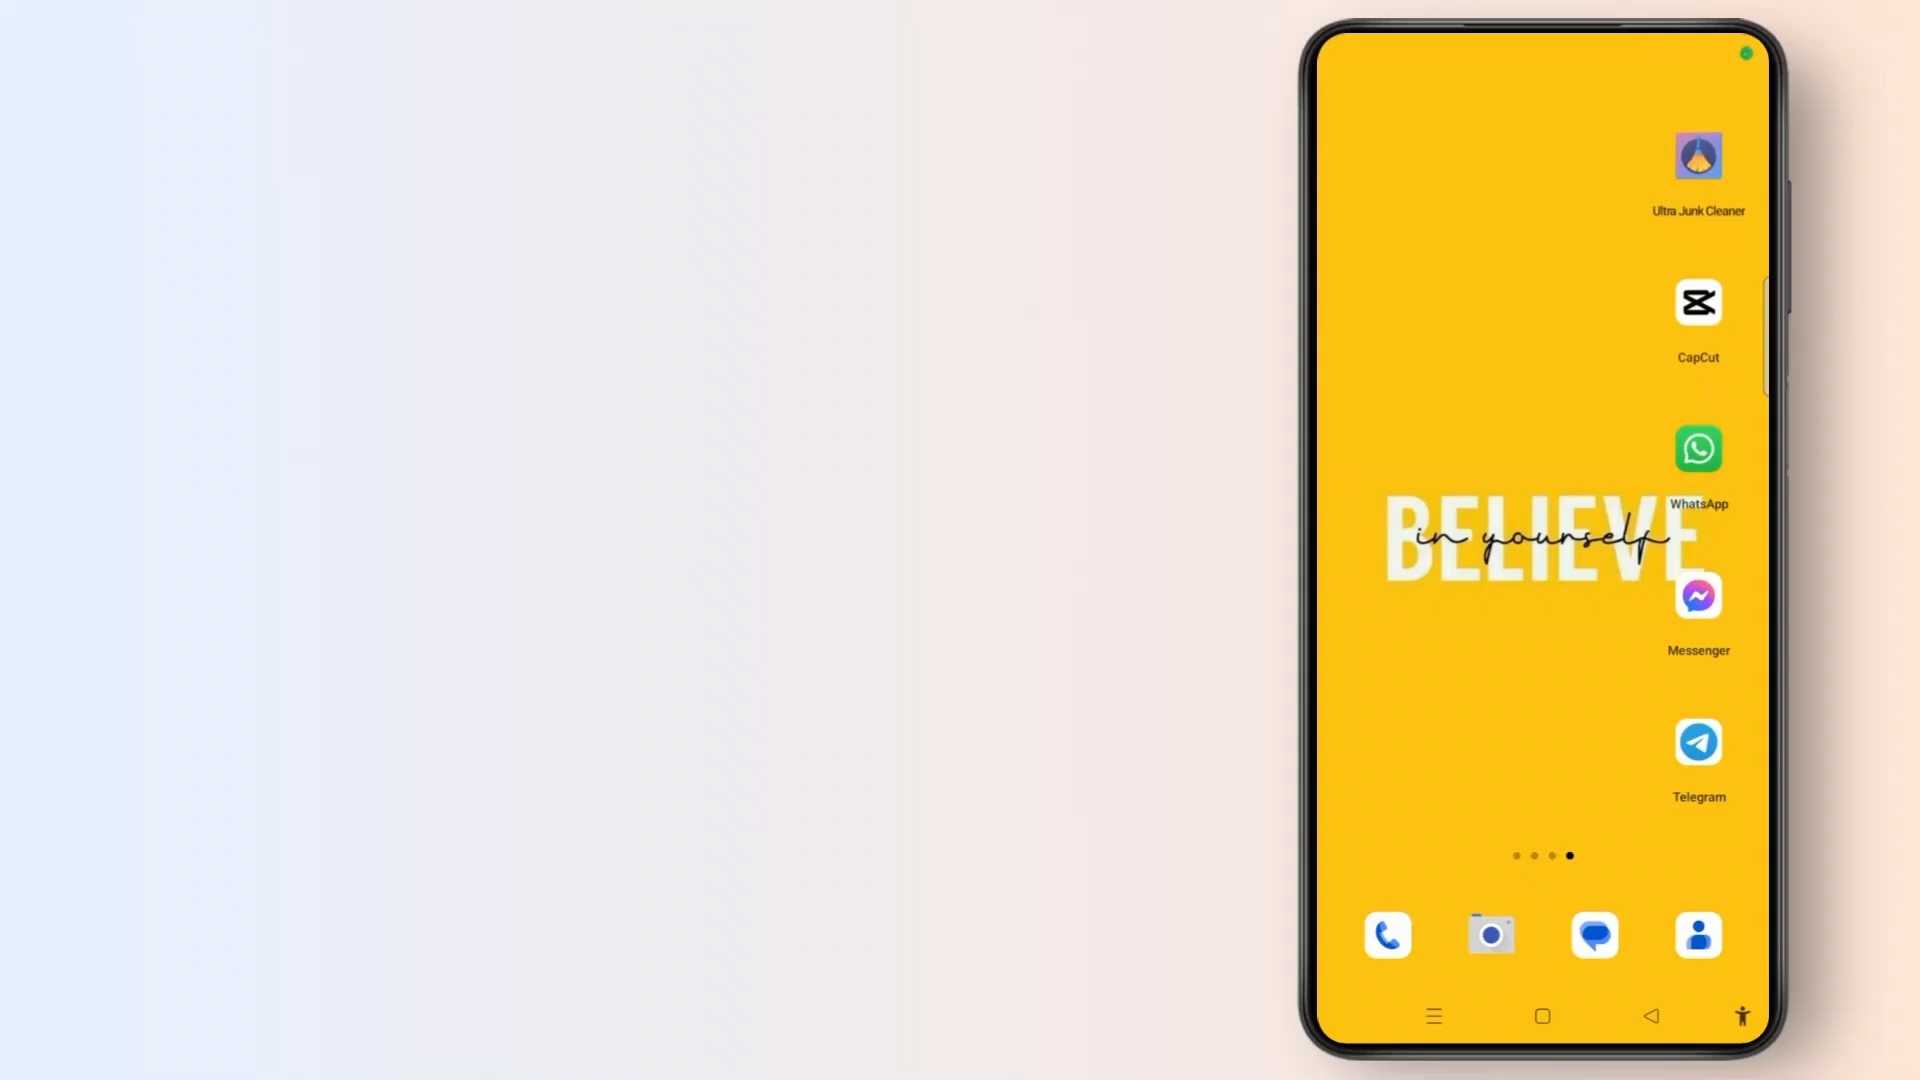 Ultra Junk Cleaner
CapCut
WhatsApp
BELIEVE
in yourself
Messenger
Telegram